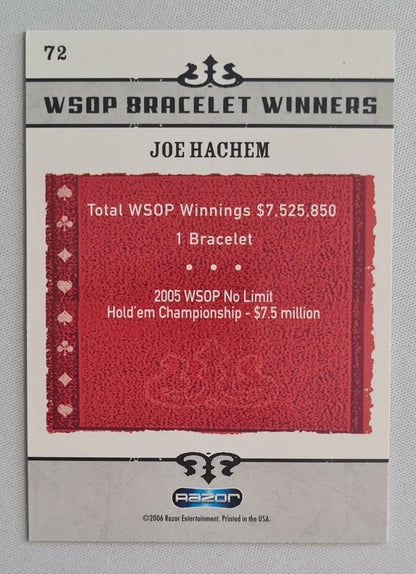 72
WSOP BRACELET WINNERS
JOE HACHEM
Total WSOP Winnings $7,525,850
1 Bracelet
• • •
2005 WSOP No Limit
Hold'em Championship - $7.5 million
RAZOR
©2006 Razor Entertainment. Printed in the USA.